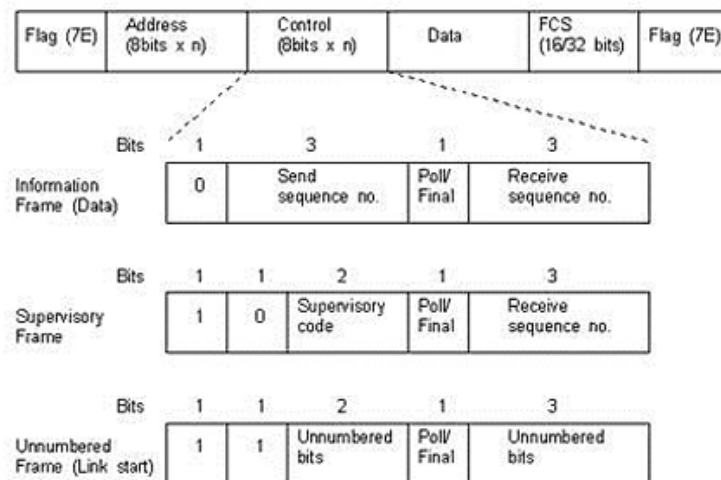 Flag (7E) Address (8bits x n) Control (8bits x n) Data FCS (16/32 bits) Flag (7E)
Bits 1 3 1 3
Information Frame (Data) 0 Send sequence no. Poll/ Final Receive sequence no.
Bits 1 1 2 1 3
Supervisory Frame 1 0 Supervisory code Poll/ Final Receive sequence no.
Bits 1 1 2 1 3
Unnumbered Frame (Link start) 1 1 Unnumbered bits Poll/ Final Unnumbered bits